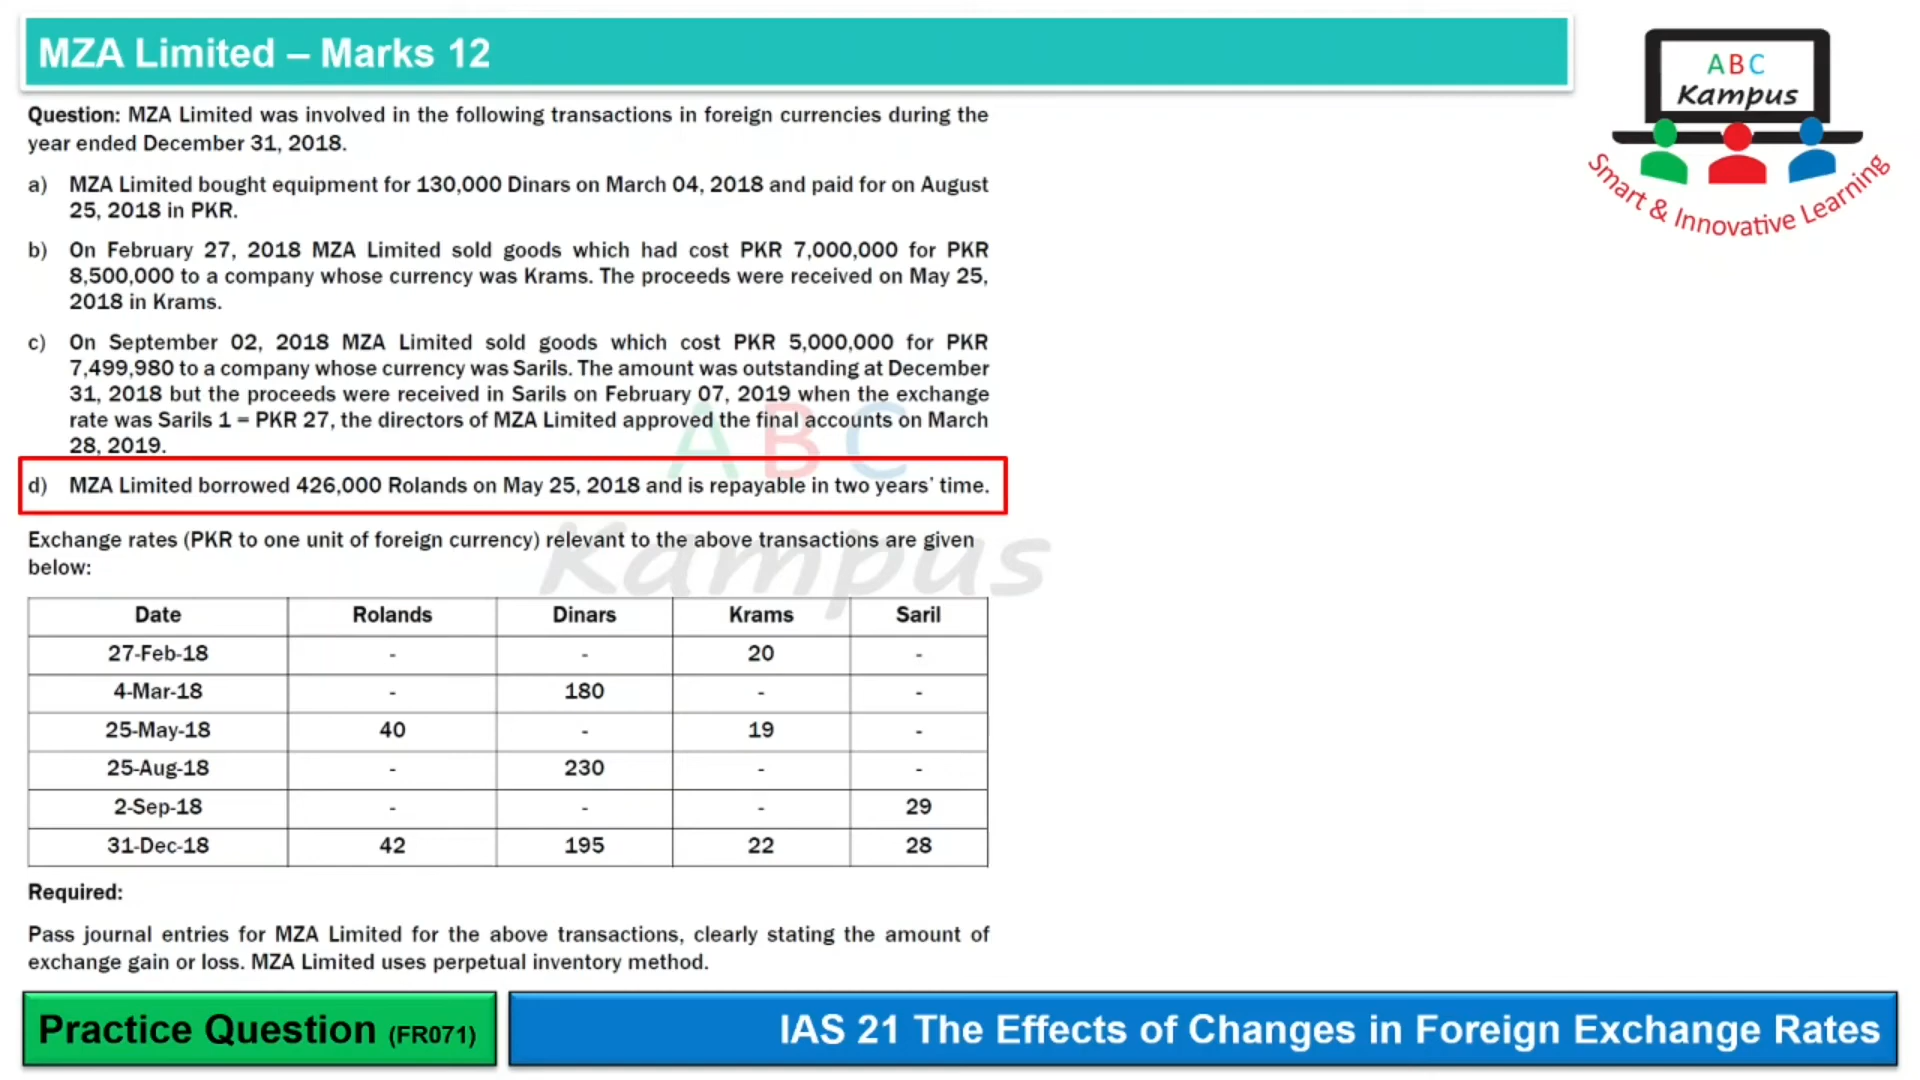 MZA Limited – Marks 12
ABC
Kampus
Smart & Innovative Learning
Question: MZA Limited was involved in the following transactions in foreign currencies during the
year ended December 31, 2018.
a) MZA Limited bought equipment for 130,000 Dinars on March 04, 2018 and paid for on August
25, 2018 in PKR.
b) On February 27, 2018 MZA Limited sold goods which had cost PKR 7,000,000 for PKR
8,500,000 to a company whose currency was Krams. The proceeds were received on May 25,
2018 in Krams.
c) On September 02, 2018 MZA Limited sold goods which cost PKR 5,000,000 for PKR
7,499,980 to a company whose currency was Sarils. The amount was outstanding at December
31, 2018 but the proceeds were received in Sarils on February 07, 2019 when the exchange
rate was Sarils 1 = PKR 27, the directors of MZA Limited approved the final accounts on March
28, 2019.
d) MZA Limited borrowed 426,000 Rolands on May 25, 2018 and is repayable in two years’ time.
ABC
Kampus
Exchange rates (PKR to one unit of foreign currency) relevant to the above transactions are given
below:
Date Rolands Dinars Krams Saril
27-Feb-18 - - 20 -
4-Mar-18 - 180 - -
25-May-18 40 - 19 -
25-Aug-18 - 230 - -
2-Sep-18 - - - 29
31-Dec-18 42 195 22 28
Required:
Pass journal entries for MZA Limited for the above transactions, clearly stating the amount of
exchange gain or loss. MZA Limited uses perpetual inventory method.
Practice Question (FR071)
IAS 21 The Effects of Changes in Foreign Exchange Rates